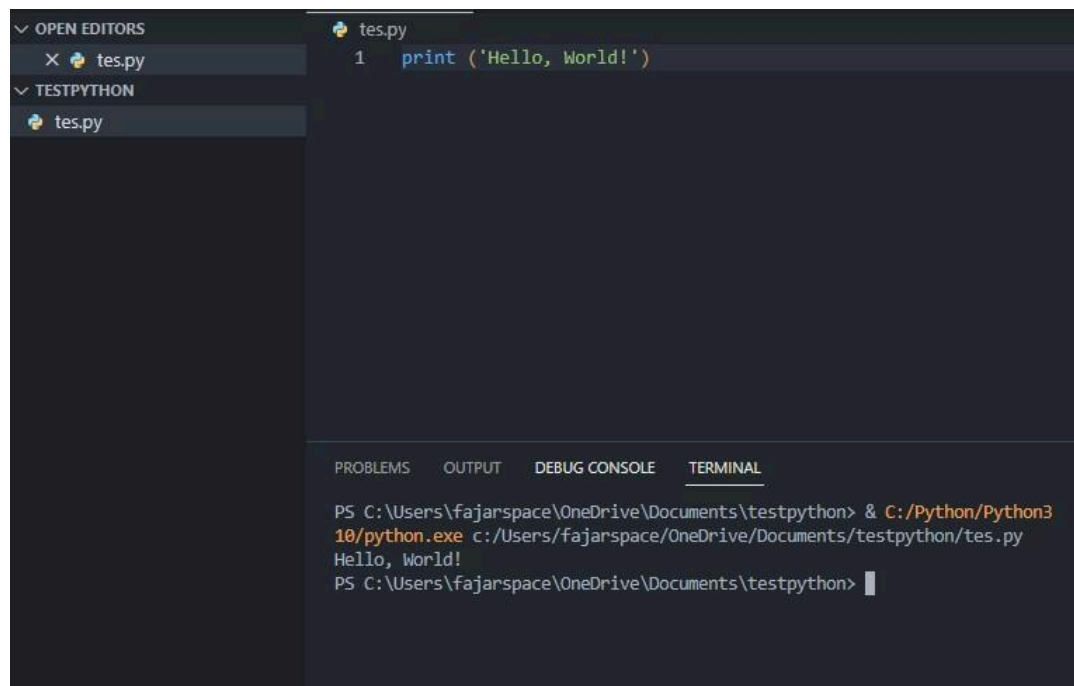 OPEN EDITORS
tes.py
TESTPYTHON
tes.py
tes.py
1 print ('Hello, World!')
PROBLEMS OUTPUT DEBUG CONSOLE TERMINAL
PS C:\Users\fajarspace\OneDrive\Documents\testpython> & C:/Python/Python3
10/python.exe c:/Users/fajarspace/OneDrive/Documents/testpython/tes.py
Hello, World!
PS C:\Users\fajarspace\OneDrive\Documents\testpython>